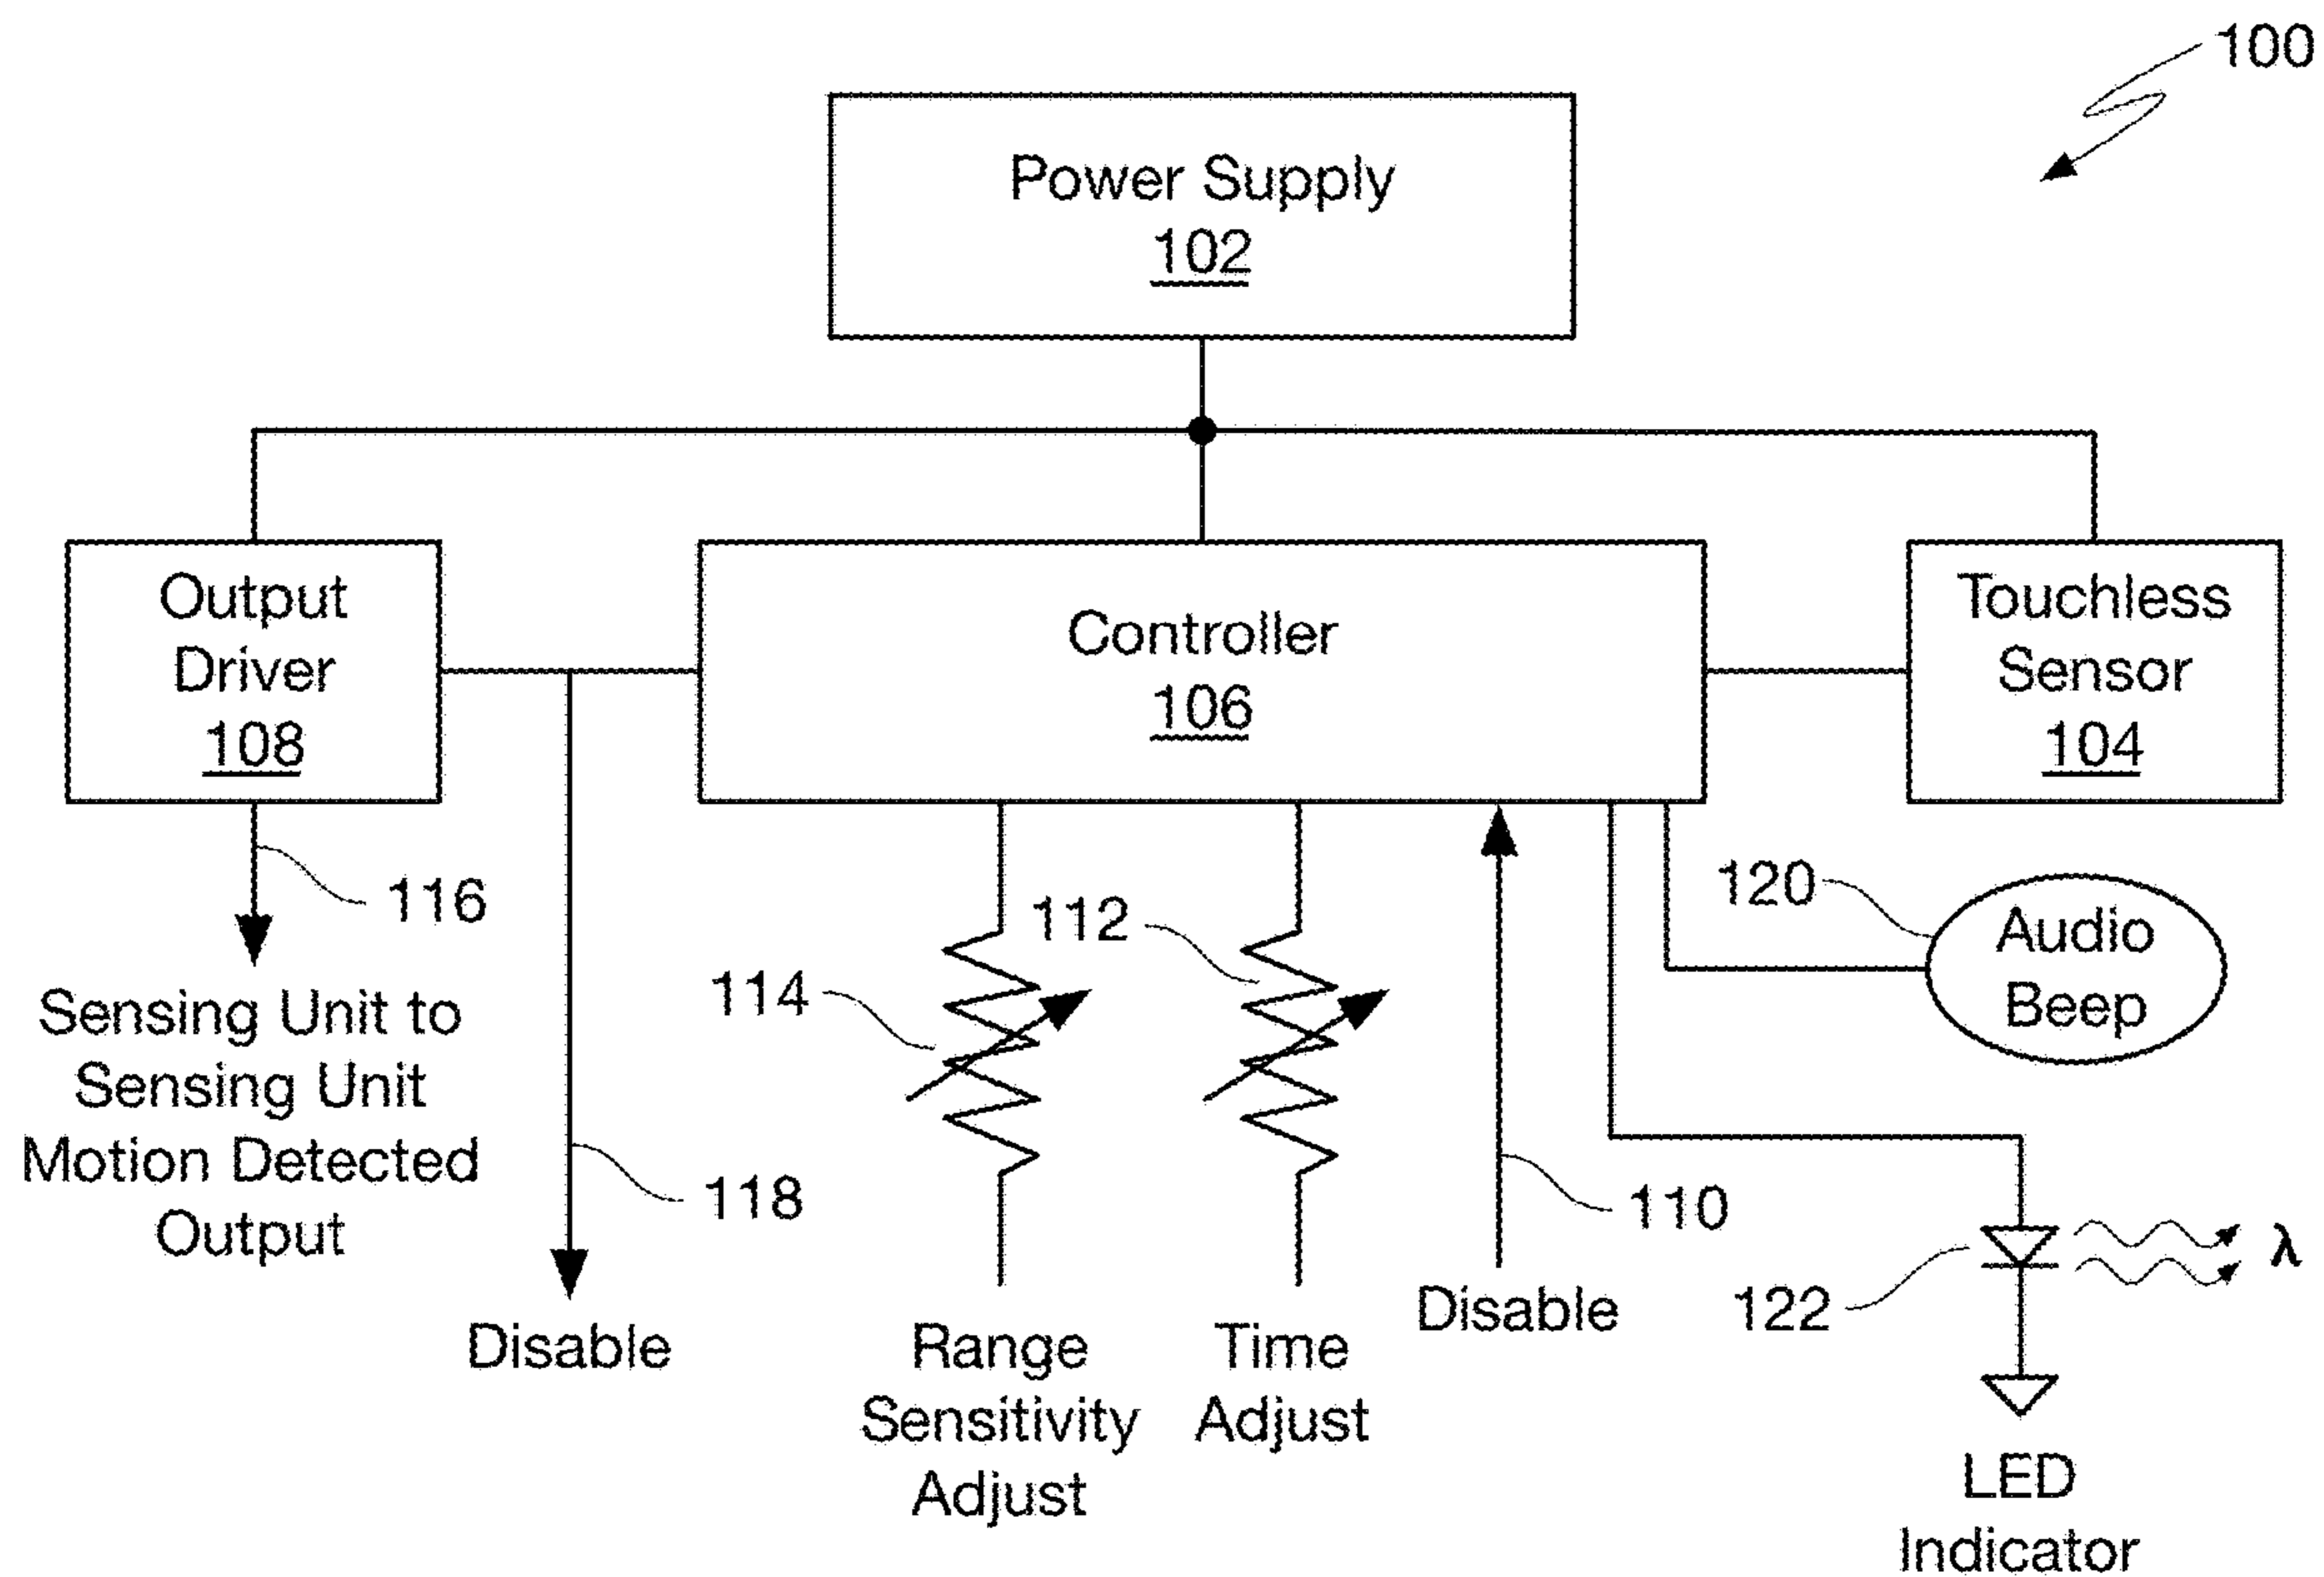 100
Power Supply
102
Output
Driver
108
Controller
106
Touchless
Sensor
104
116
Sensing Unit to
Sensing Unit
Motion Detected
Output
118
Disable
114
Range
Sensitivity
Adjust
112
Time
Adjust
110
Disable
120
Audio
Beep
122
λ
LED
Indicator